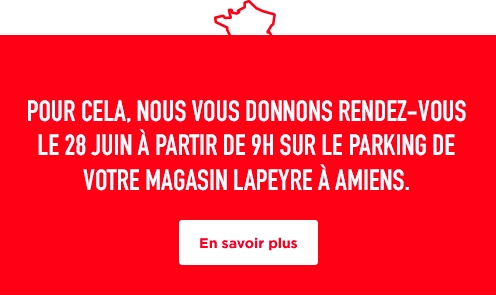 POUR CELA, NOUS VOUS DONNONS RENDEZ-VOUS
LE 28 JUIN À PARTIR DE 9H SUR LE PARKING DE
VOTRE MAGASIN LAPEYRE À AMIENS.
En savoir plus